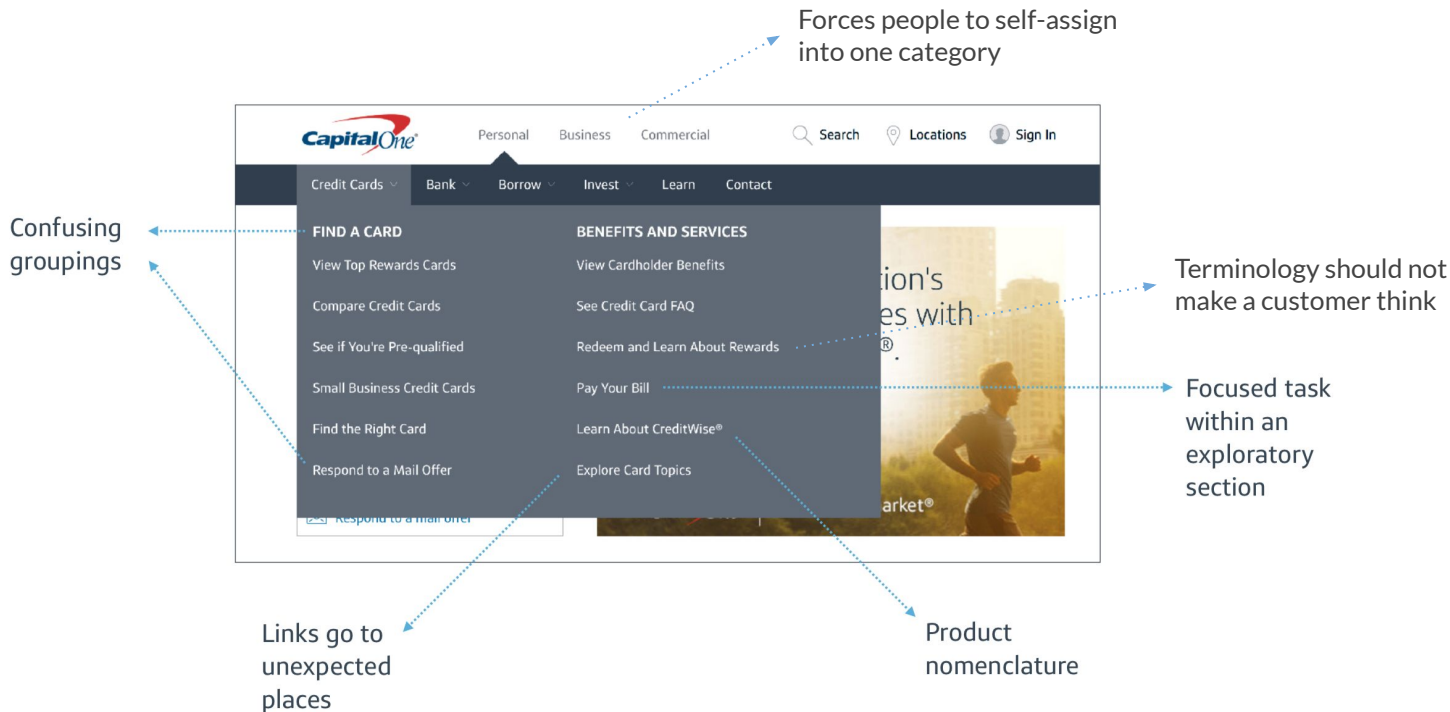 Forces people to self-assign
into one category
CapitalOne®
Personal Business Commercial
Search Locations Sign In
Credit Cards Bank Borrow Invest Learn Contact
Confusing
groupings
FIND A CARD
View Top Rewards Cards
Compare Credit Cards
See if You're Pre-qualified
Small Business Credit Cards
Find the Right Card
Respond to a Mail Offer
BENEFITS AND SERVICES
View Cardholder Benefits
See Credit Card FAQ
Redeem and Learn About Rewards
Pay Your Bill
Learn About CreditWise®
Explore Card Topics
tion's
es with
®.
arket®
Respond to a mail offer
Terminology should not
make a customer think
Focused task
within an
exploratory
section
Links go to
unexpected
places
Product
nomenclature